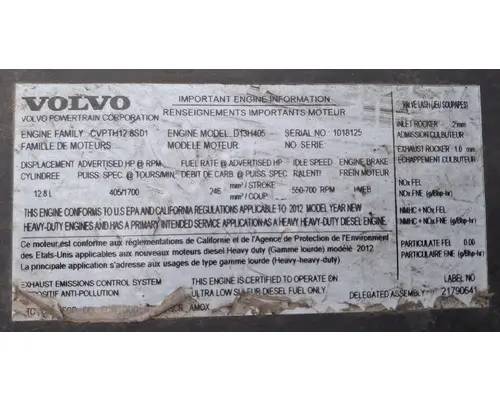 VOLVO
VOLVO POWERTRAIN CORPORATION
IMPORTANT ENGINE INFORMATION
RENSEIGNEMENTS IMPORTANTS MOTEUR
ENGINE FAMILY: CVPTH12.8S01 ENGINE MODEL: D13H405 SERIAL NO : 1018125
FAMILLE DE MOTEURS MODELE MOTEUR NO SERIE:
DISPLACEMENT ADVERTISED HP @ RPM FUEL RATE @ ADVERTISED HP IDLE SPEED ENGINE BRAKE
CYLINDREE PUISS. SPEC @ TOURS/MIN. DEBIT DE CARB @ PUISS. SPEC RALENTI FREIN MOTEUR
12.8 L 405/1700 246 mm³ / STROKE mm³ / COUP 550-700 RPM
THIS ENGINE CONFORMS TO U.S EPA AND CALIFORNIA REGULATIONS APPLICABLE TO 2012 MODEL YEAR NEW
HEAVY-DUTY ENGINES AND HAS A PRIMARY INTENDED SERVICE APPLICATION AS A HEAVY-HEAVY-DUTY DIESEL ENGINE.
Ce moteur est conforme aux réglementations de Californie et de l'Agence de Protection de l'Environnement
des Etats-Unis applicables aux nouveaux moteurs diesel Heavy duty (Gamme lourde) modèle 2012
La principale application s'adresse aux usages de type gamme lourde (Heavy-heavy-duty).
EXHAUST EMISSIONS CONTROL SYSTEM THIS ENGINE IS CERTIFIED TO OPERATE ON
ANTI-POLLUTION ULTRA LOW SULFUR DIESEL FUEL ONLY.
AMOX
VALVE LASH (JEU SOUPAPES)
INLET ROCKER
ADMISSION CULBUTEUR
EXHAUST ROCKER 1.0 mm
ECHAPPEMENT CULBUTEUR
NOx FEL
NOx FNE (g/Bhp-hr)
NMHC + NOx FEL
NMHC + NOx FNE (g/Bhp-hr)
PARTICULATE FEL 0.00
PARTICULAIRE FNE (g/Bhp-hr)
LABEL NO
DELEGATED ASSEMBLY 21790641